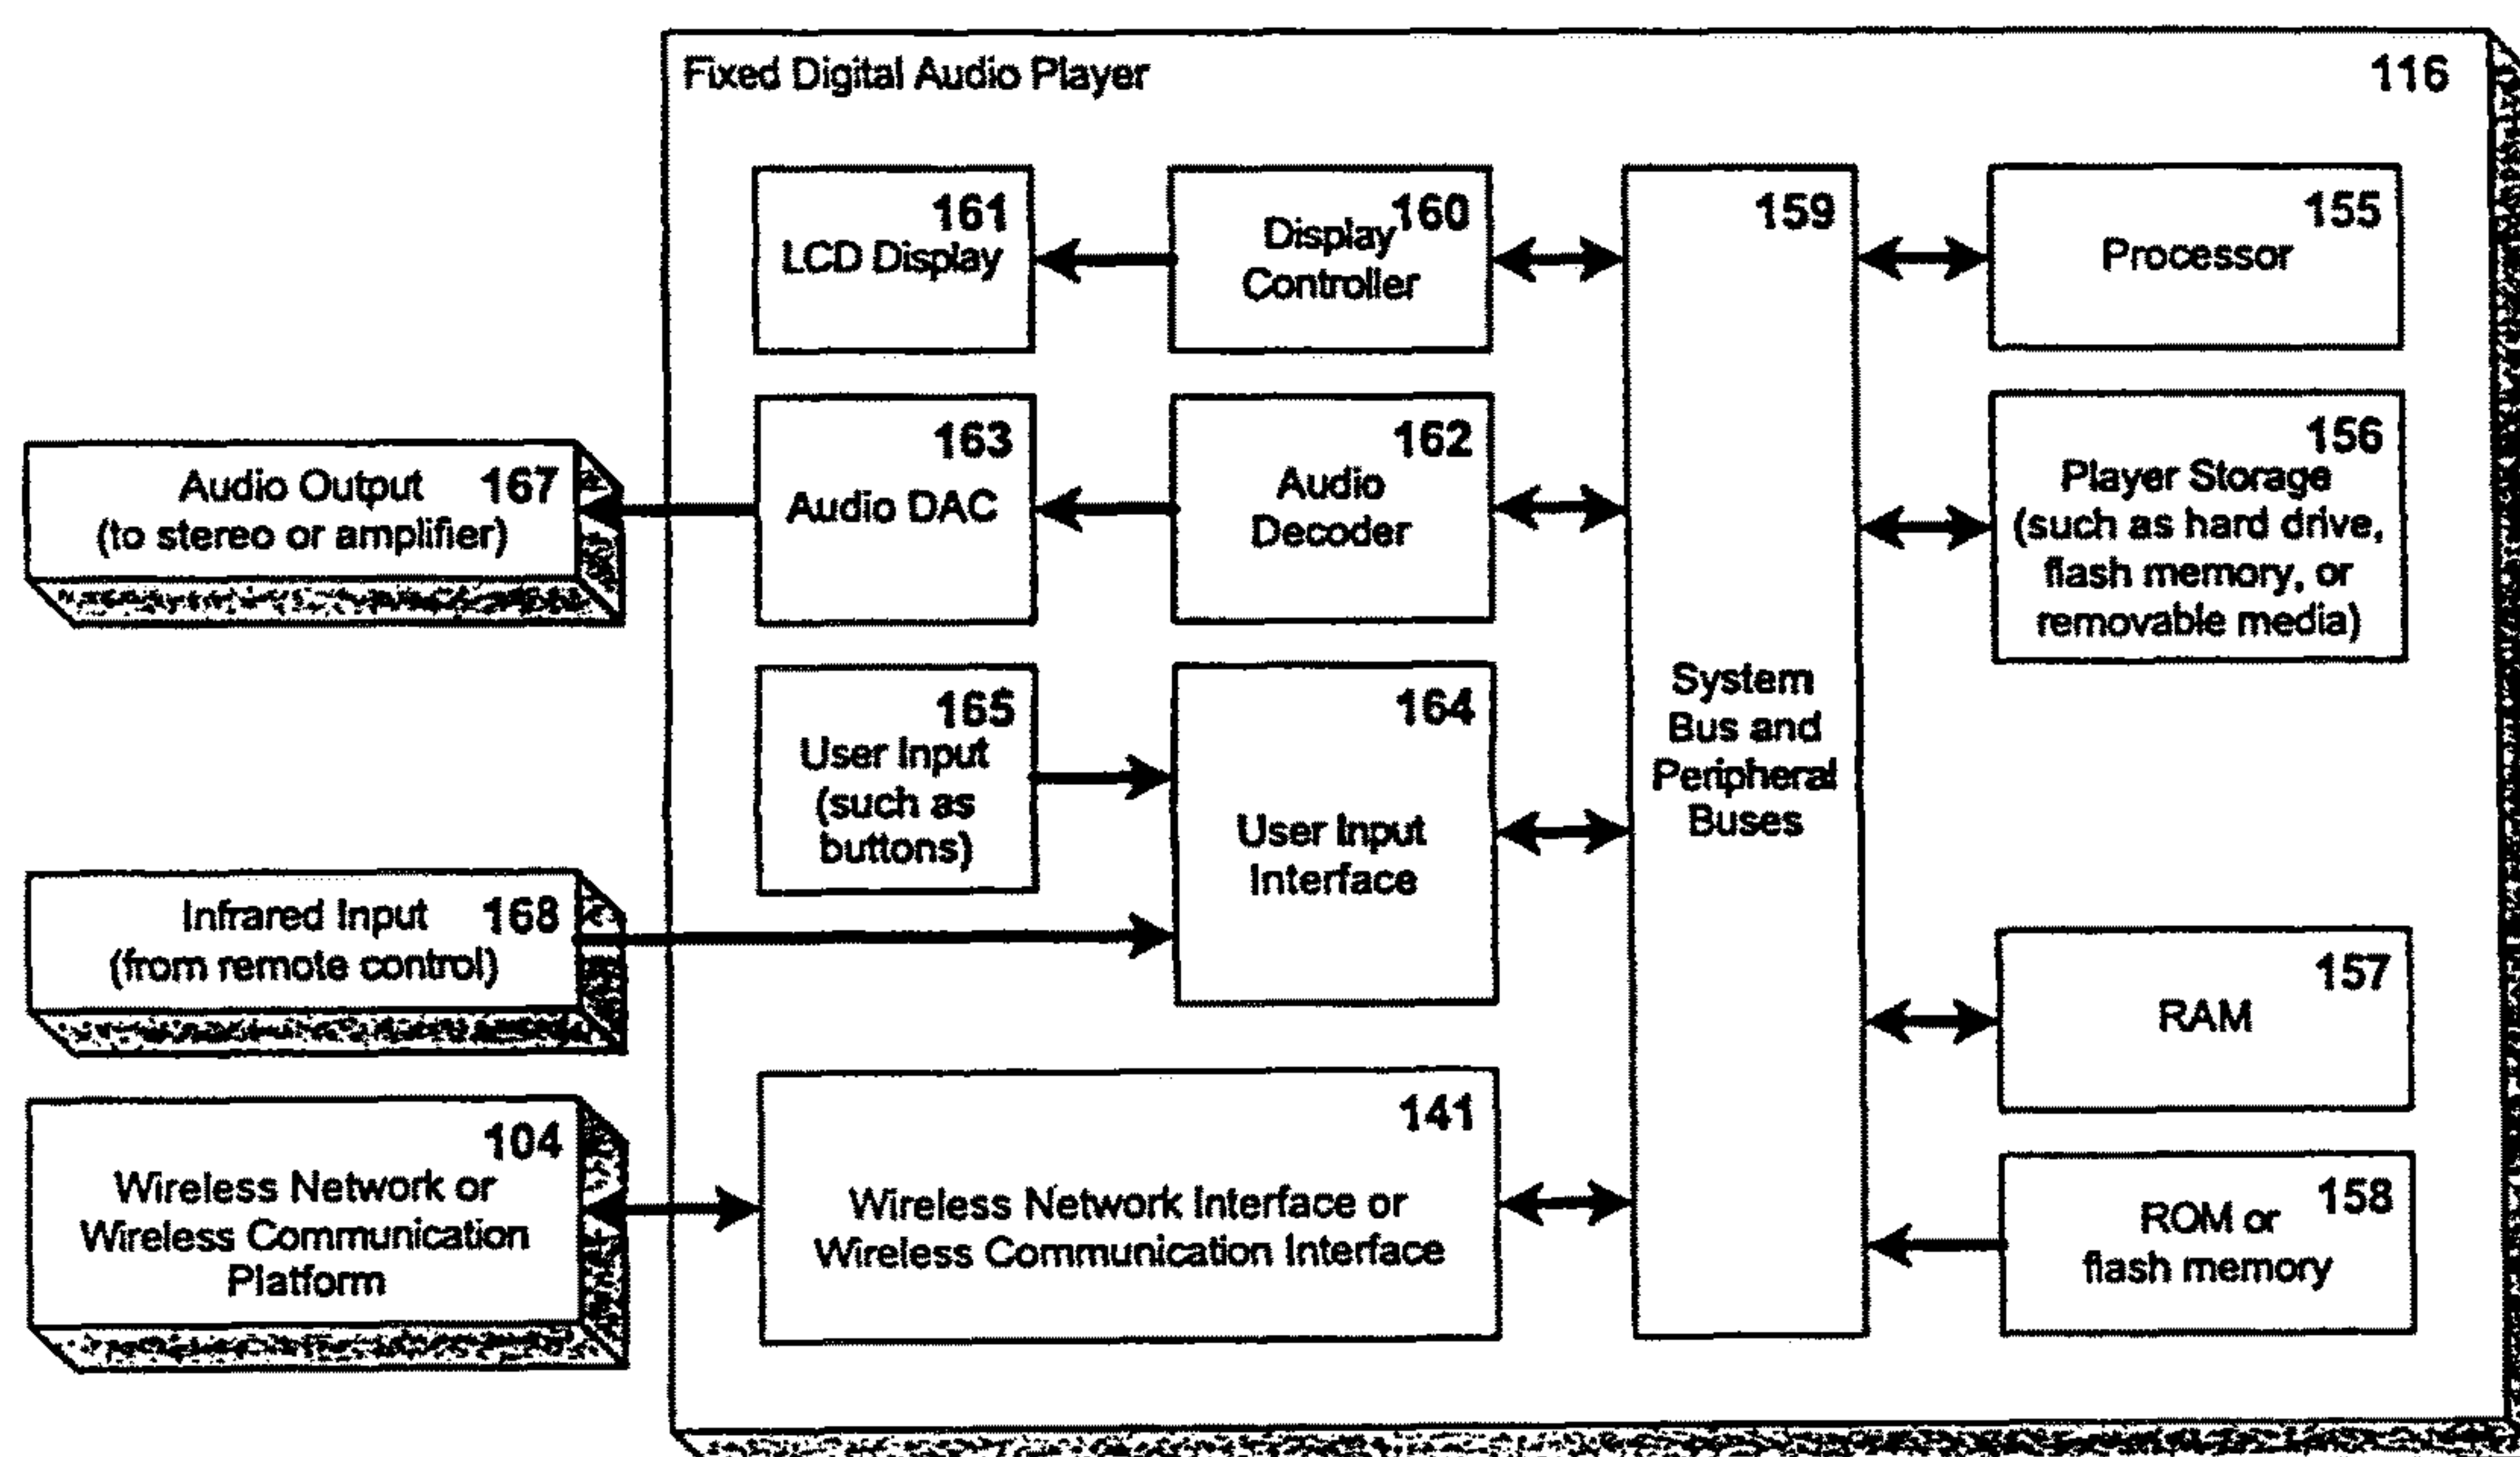 Fixed Digital Audio Player
116
161
LCD Display
160
Display
Controller
159
System
Bus and
Peripheral
Buses
155
Processor
163
Audio DAC
162
Audio
Decoder
156
Player Storage
(such as hard drive,
flash memory, or
removable media)
Audio Output 167
(to stereo or amplifier)
165
User Input
(such as
buttons)
164
User Input
Interface
Infrared Input 168
(from remote control)
157
RAM
104
Wireless Network or
Wireless Communication
Platform
141
Wireless Network Interface or
Wireless Communication Interface
158
ROM or
flash memory